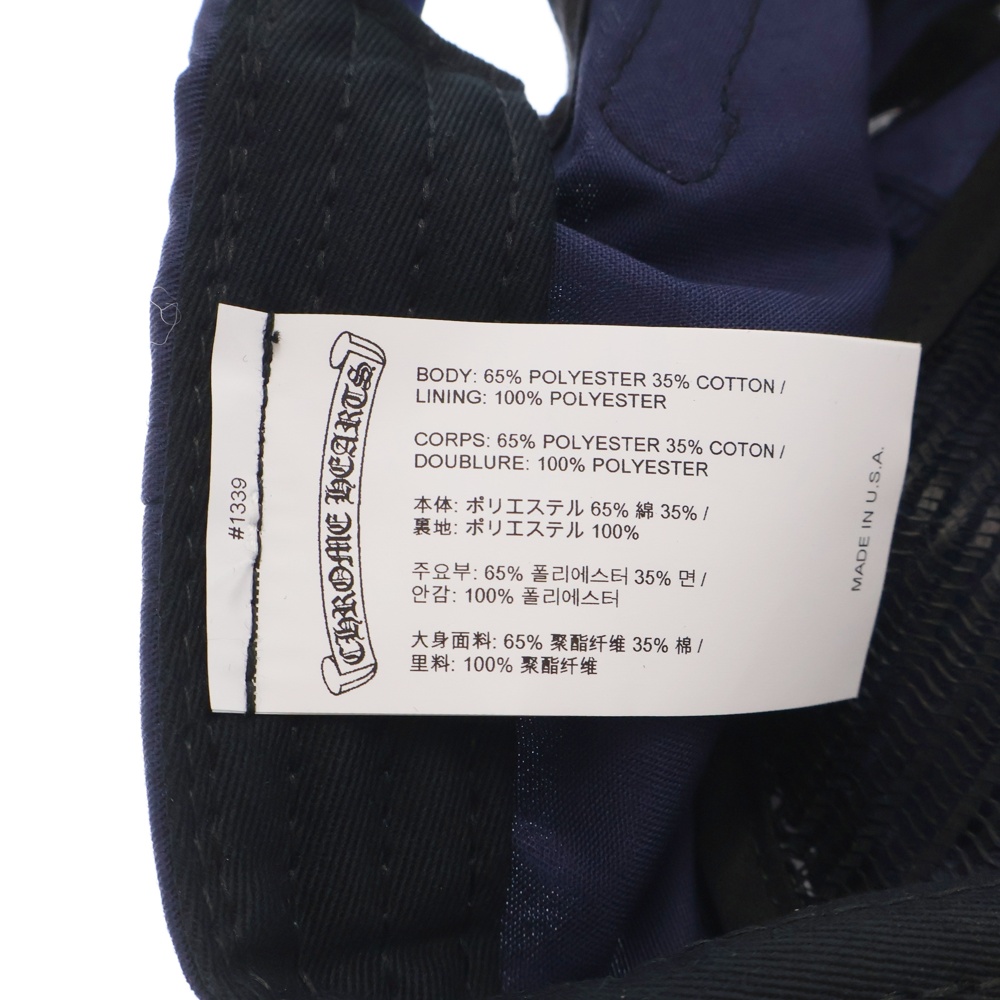 #1339
CHROME HEARTS
BODY: 65% POLYESTER 35% COTTON /
LINING: 100% POLYESTER
CORPS: 65% POLYESTER 35% COTON /
DOUBLURE: 100% POLYESTER
本体: ポリエステル 65% 綿 35% /
裏地: ポリエステル 100%
주요부: 65% 폴리에스터 35% 면 /
안감: 100% 폴리에스터
大身面料: 65% 聚酯纤维 35% 棉 /
里料: 100% 聚酯纤维
MADE IN U.S.A.